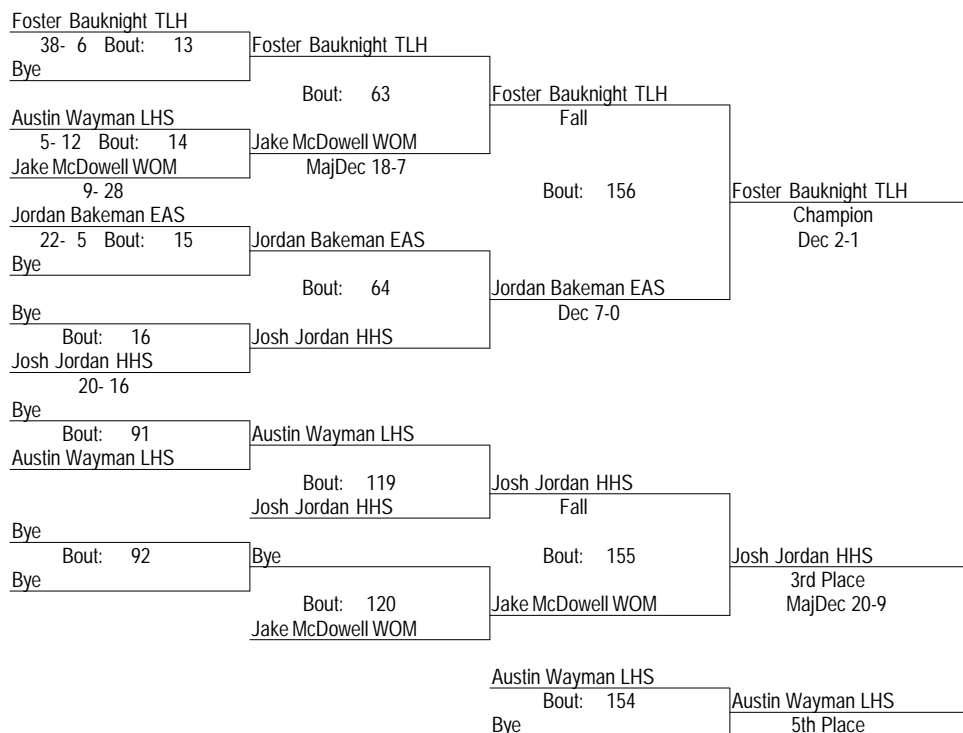 Foster Bauknight TLH
38- 6 Bout: 13
Bye
Foster Bauknight TLH
Bout: 63
Foster Bauknight TLH
Fall
Austin Wayman LHS
5- 12 Bout: 14
Jake McDowell WOM
9- 28
Jake McDowell WOM
MajDec 18-7
Bout: 156
Foster Bauknight TLH
Champion
Dec 2-1
Jordan Bakeman EAS
22- 5 Bout: 15
Bye
Jordan Bakeman EAS
Bout: 64
Jordan Bakeman EAS
Dec 7-0
Bye
Bout: 16
Josh Jordan HHS
20- 16
Josh Jordan HHS
Bye
Bout: 91
Austin Wayman LHS
Austin Wayman LHS
Bout: 119
Josh Jordan HHS
Josh Jordan HHS
Fall
Bye
Bout: 92
Bye
Bye
Bout: 120
Jake McDowell WOM
Bout: 155
Jake McDowell WOM
Josh Jordan HHS
3rd Place
MajDec 20-9
Austin Wayman LHS
Bout: 154
Bye
Austin Wayman LHS
5th Place